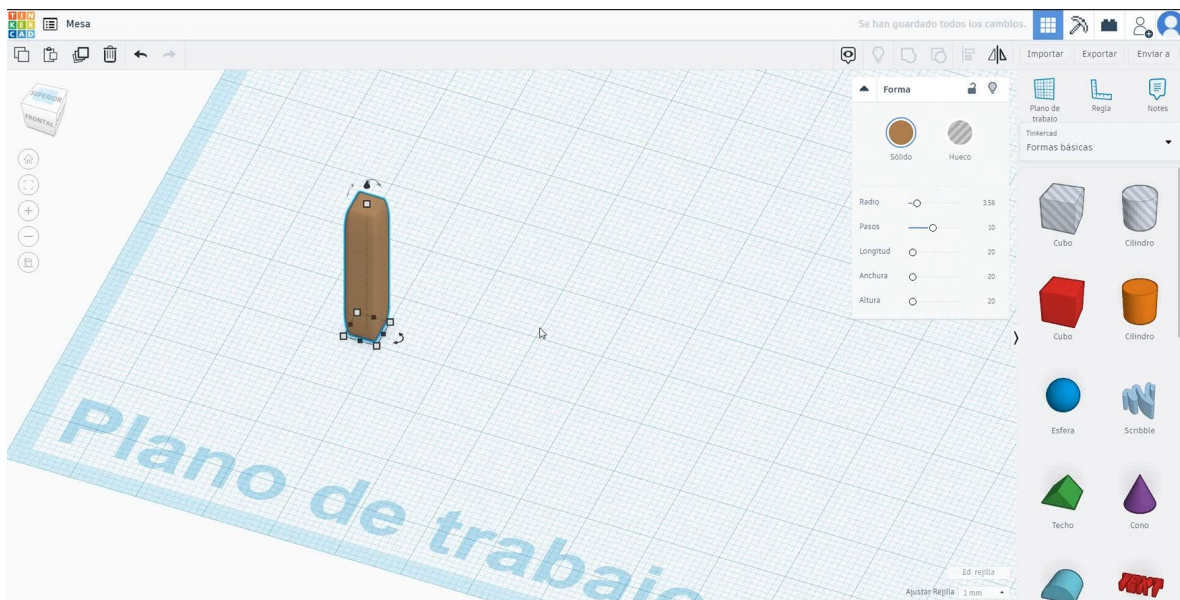 TIN
KER
CAD
Mesa
Se han guardado todos los cambios.
Importar
Exportar
Enviar a
SUPERIOR
FRONTAL
Forma
Sólido
Hueco
Radio
3.56
Pasos
10
Longitud
20
Anchura
20
Altura
20
Plano de
trabajo
Regla
Notes
Tinkercad
Formas básicas
Cubo
Cilindro
Cubo
Cilindro
Esfera
Scribble
Techo
Cono
TEXT
Plano de trabajo
Ed. rejilla
Ajustar Rejilla
1 mm